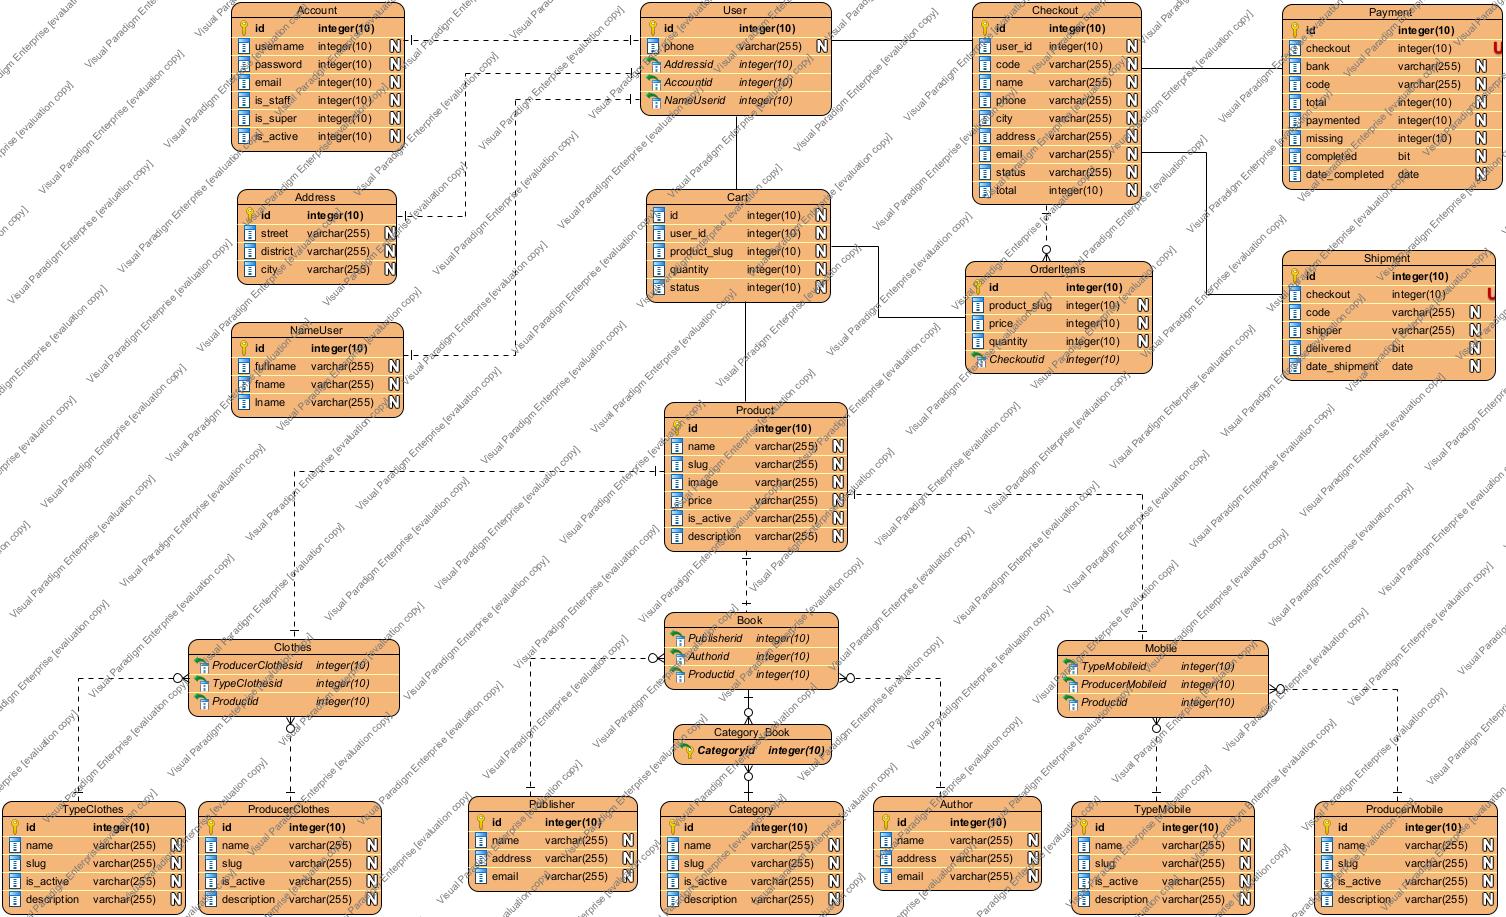 Account
id integer(10)
username integer(10) N
password integer(10) N
email integer(10) N
is_staff integer(10) N
is_super integer(10) N
is_active integer(10) N
User
id integer(10)
phone varchar(255) N
Addressid integer(10)
Accountid integer(10)
NameUserid integer(10)
Checkout
id integer(10)
user_id integer(10) N
code varchar(255) N
name varchar(255) N
phone varchar(255) N
city varchar(255) N
address varchar(255) N
email varchar(255) N
status varchar(255) N
total integer(10) N
Payment
id integer(10)
checkout integer(10) U
bank varchar(255) N
code varchar(255) N
total integer(10) N
paymented integer(10) N
missing integer(10) N
completed bit N
date_completed date N
Address
id integer(10)
street varchar(255) N
district varchar(255) N
city varchar(255) N
Cart
id integer(10) N
user_id integer(10) N
product_slug integer(10) N
quantity integer(10) N
status integer(10) N
OrderItems
id integer(10)
product_slug integer(10) N
price integer(10) N
quantity integer(10) N
Checkoutid integer(10)
Shipment
id integer(10)
checkout integer(10) U
code varchar(255) N
shipper varchar(255) N
delivered bit N
date_shipment date N
NameUser
id integer(10)
fullname varchar(255) N
fname varchar(255) N
lname varchar(255) N
Product
id integer(10)
name varchar(255) N
slug varchar(255) N
image varchar(255) N
price varchar(255) N
is_active varchar(255) N
description varchar(255) N
Clothes
ProducerClothesid integer(10)
TypeClothesid integer(10)
Productid integer(10)
Book
Publisherid integer(10)
Authorid integer(10)
Productid integer(10)
Mobile
TypeMobileid integer(10)
ProducerMobileid integer(10)
Productid integer(10)
Category_Book
Categoryid integer(10)
TypeClothes
id integer(10)
name varchar(255) N
slug varchar(255) N
is_active varchar(255) N
description varchar(255) N
ProducerClothes
id integer(10)
name varchar(255) N
slug varchar(255) N
is_active varchar(255) N
description varchar(255) N
Publisher
id integer(10)
name varchar(255) N
address varchar(255) N
email varchar(255) N
Category
id integer(10)
name varchar(255) N
slug varchar(255) N
is_active varchar(255) N
description varchar(255) N
Author
id integer(10)
name varchar(255) N
address varchar(255) N
email varchar(255) N
TypeMobile
id integer(10)
name varchar(255) N
slug varchar(255) N
is_active varchar(255) N
description varchar(255) N
ProducerMobile
id integer(10)
name varchar(255) N
slug varchar(255) N
is_active varchar(255) N
description varchar(255) N
Visual Paradigm Enterprise [evaluation copy]